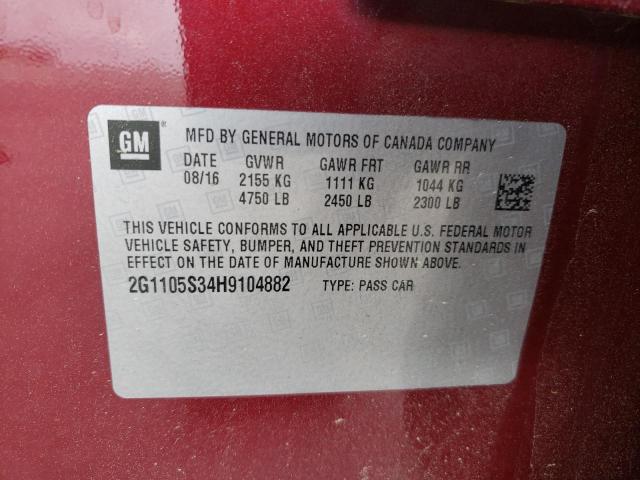 GM ®
MFD BY GENERAL MOTORS OF CANADA COMPANY
DATE GVWR GAWR FRT GAWR RR
08/16 2155 KG 1111 KG 1044 KG
4750 LB 2450 LB 2300 LB
THIS VEHICLE CONFORMS TO ALL APPLICABLE U.S. FEDERAL MOTOR
VEHICLE SAFETY, BUMPER, AND THEFT PREVENTION STANDARDS IN
EFFECT ON THE DATE OF MANUFACTURE SHOWN ABOVE.
2G1105S34H9104882 TYPE: PASS CAR